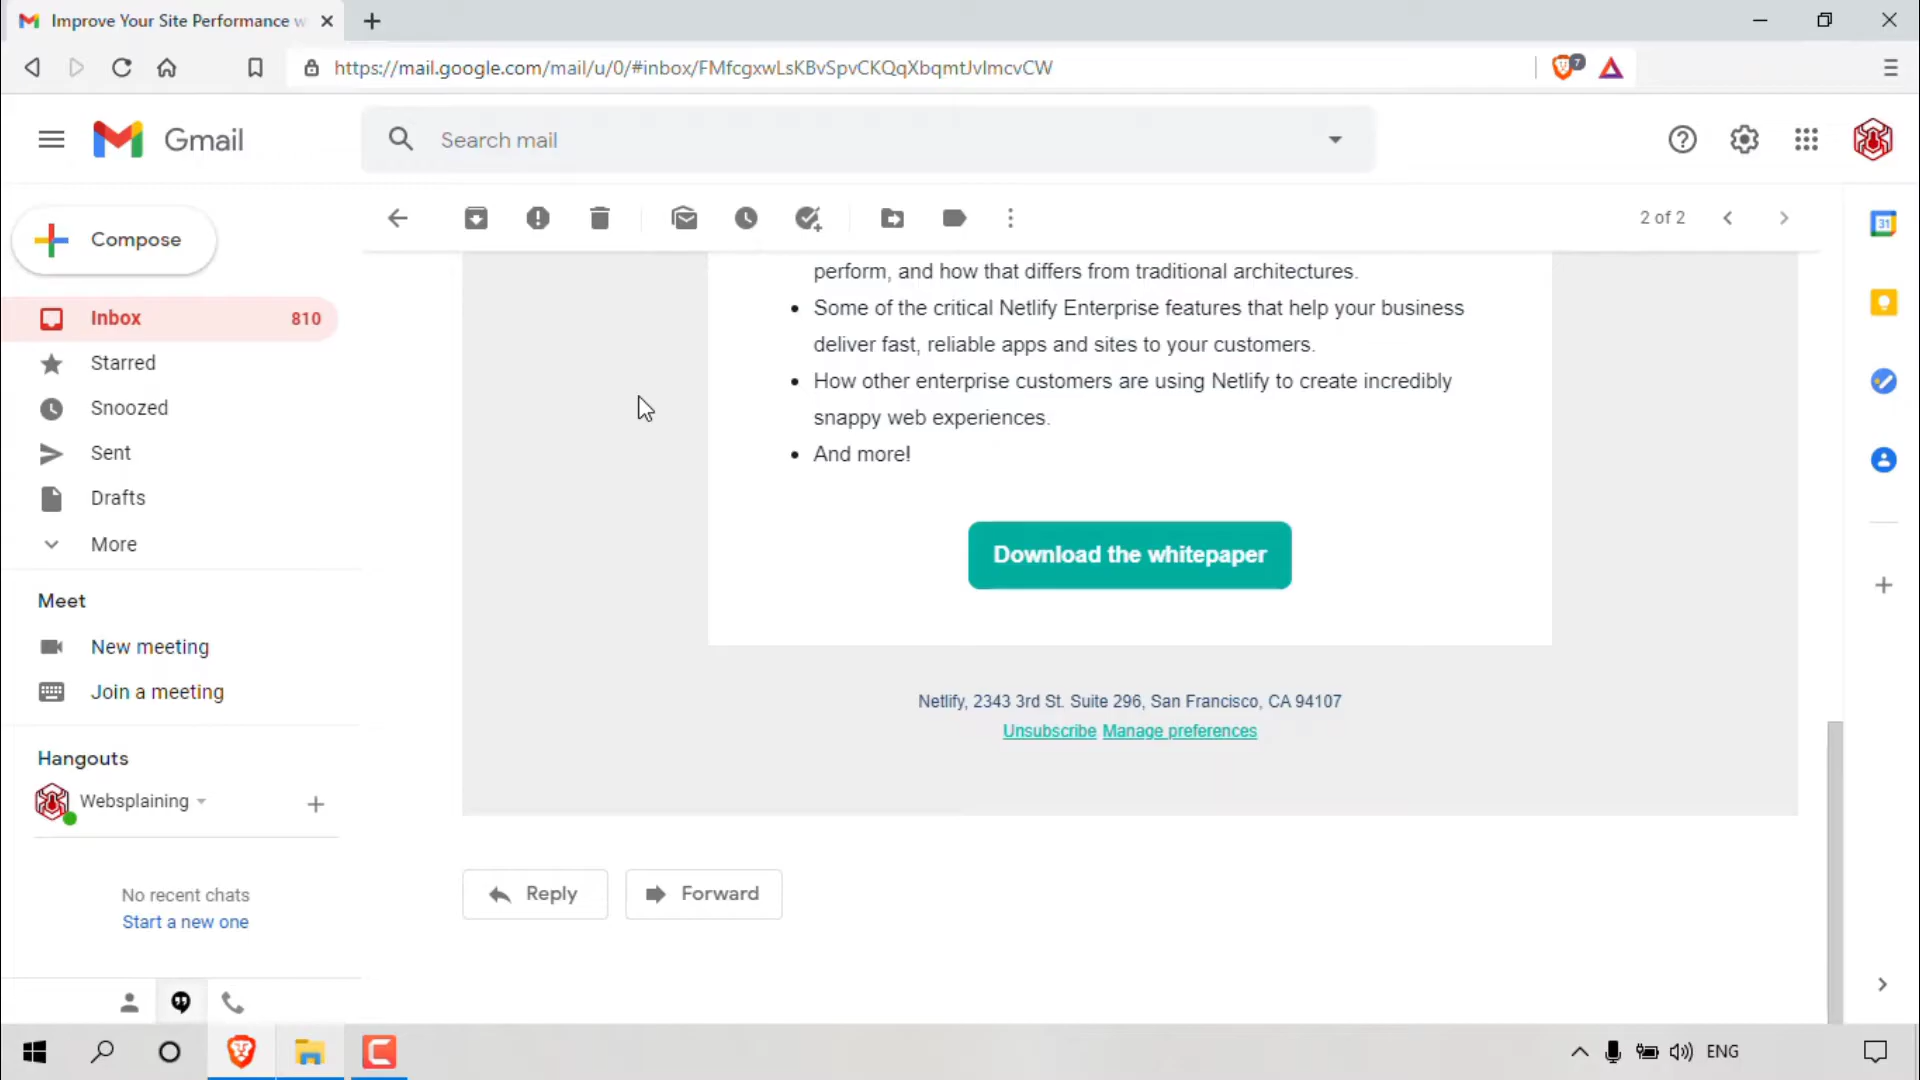 Improve Your Site Performance w
https://mail.google.com/mail/u/0/#inbox/FMfcgxwLsKBvSpvCKQqXbqmtJvImcvCW
7
Gmail
Search mail
2 of 2
31
Compose
Inbox 810
Starred
Snoozed
Sent
Drafts
More
Meet
New meeting
Join a meeting
Hangouts
Websplaining
No recent chats
Start a new one
perform, and how that differs from traditional architectures.
• Some of the critical Netlify Enterprise features that help your business
deliver fast, reliable apps and sites to your customers.
• How other enterprise customers are using Netlify to create incredibly
snappy web experiences.
• And more!
Download the whitepaper
Netlify, 2343 3rd St. Suite 296, San Francisco, CA 94107
Unsubscribe Manage preferences
Reply
Forward
ENG